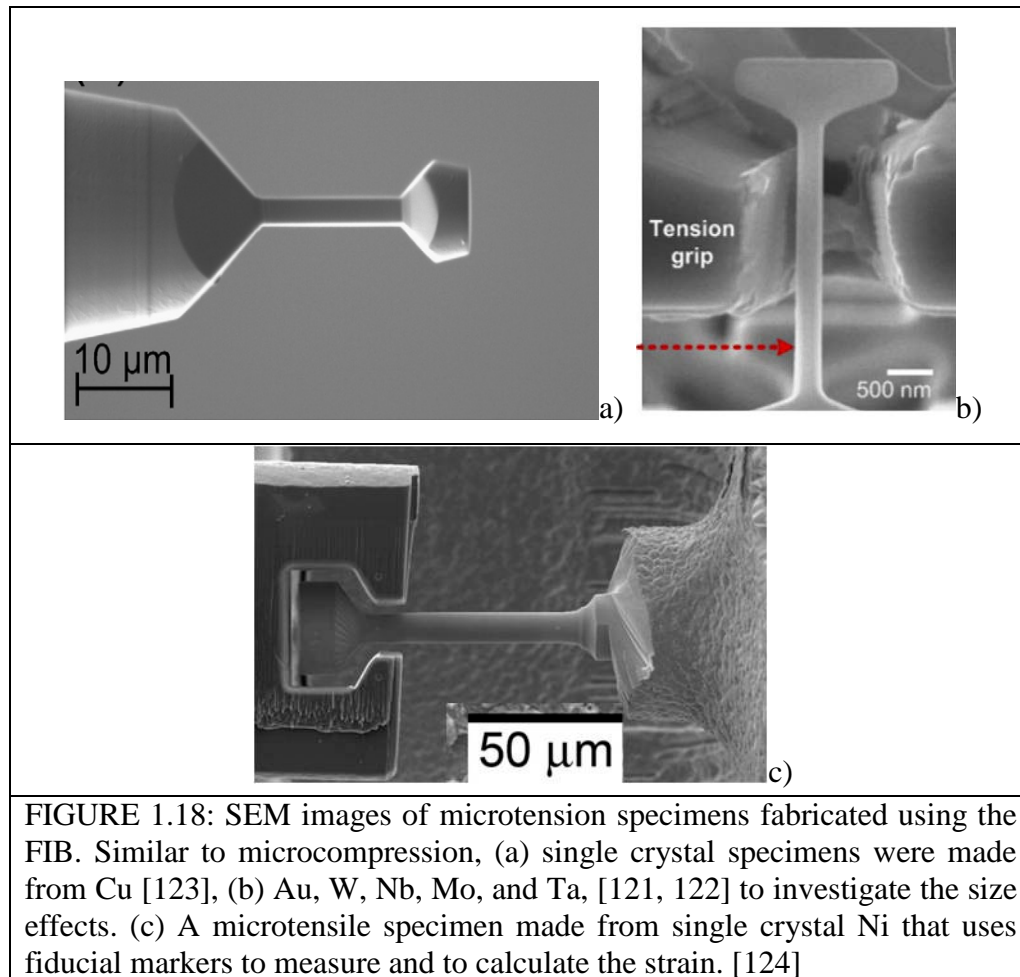 10 µm
a)
Tension
grip
500 nm
b)
50 µm
c)
FIGURE 1.18: SEM images of microtension specimens fabricated using the
FIB. Similar to microcompression, (a) single crystal specimens were made
from Cu [123], (b) Au, W, Nb, Mo, and Ta, [121, 122] to investigate the size
effects. (c) A microtensile specimen made from single crystal Ni that uses
fiducial markers to measure and to calculate the strain. [124]